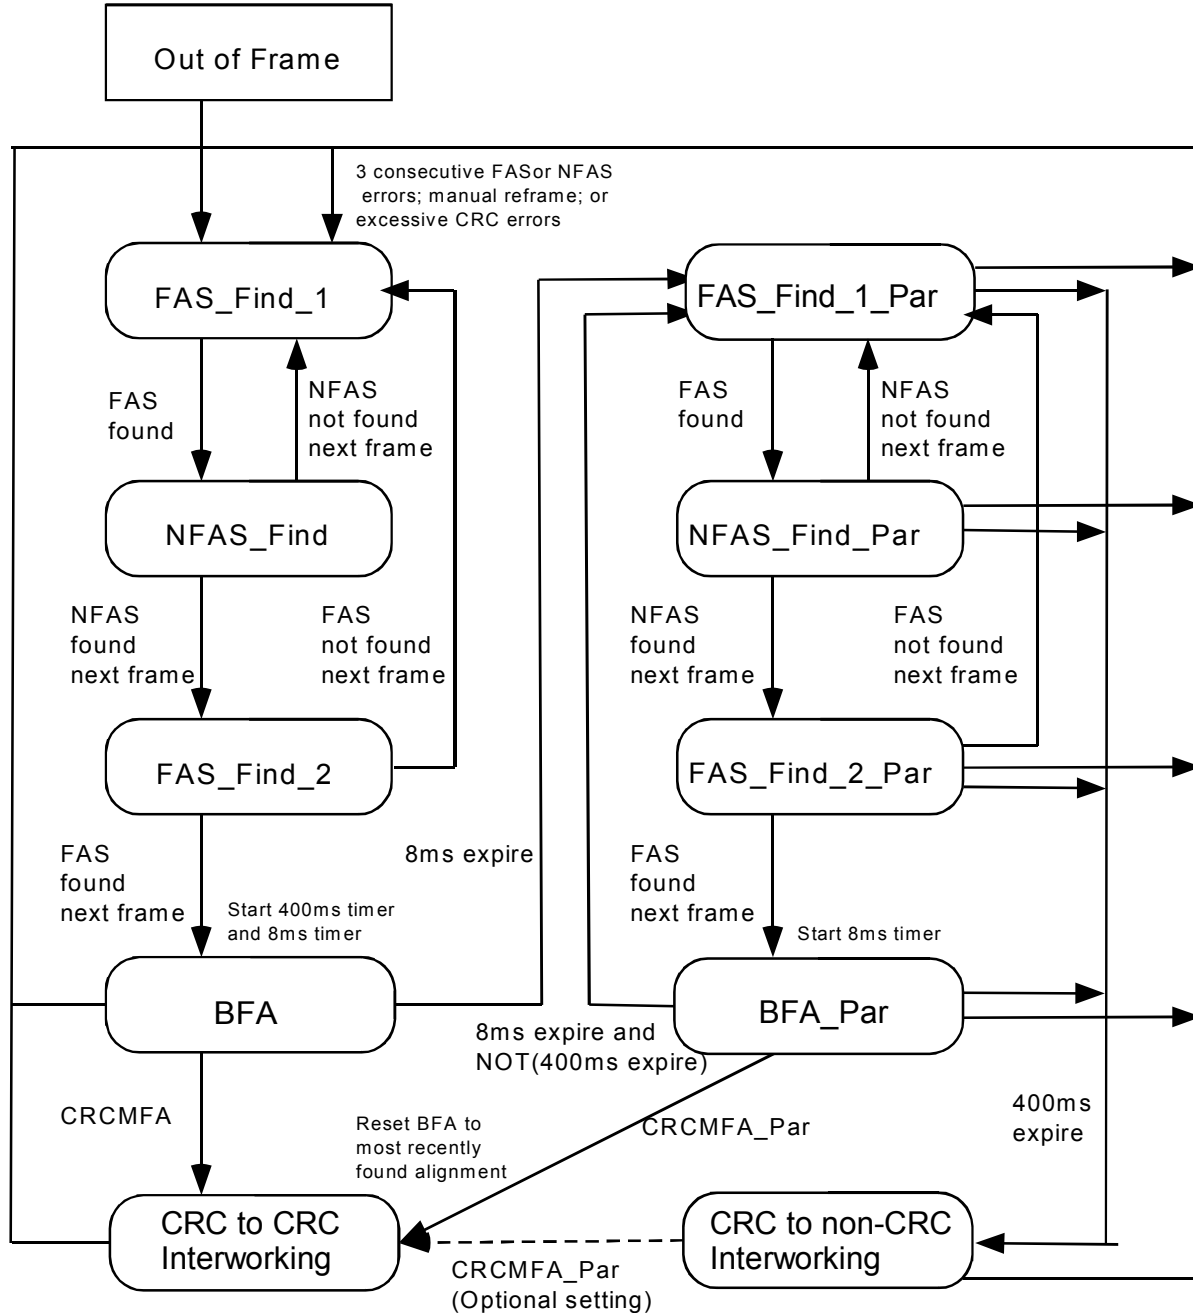 Out of Frame
3 consecutive FASor NFAS
errors; manual reframe; or
excessive CRC errors
FAS_Find_1
FAS
found
NFAS
not found
next frame
NFAS_Find
NFAS
found
next frame
FAS
not found
next frame
FAS_Find_2
FAS
found
next frame
Start 400ms timer
and 8ms timer
8ms expire
BFA
CRCMFA
Reset BFA to
most recently
found alignment
CRC to CRC
Interworking
FAS_Find_1_Par
FAS
found
NFAS
not found
next frame
NFAS_Find_Par
NFAS
found
next frame
FAS
not found
next frame
FAS_Find_2_Par
FAS
found
next frame
Start 8ms timer
BFA_Par
8ms expire and
NOT(400ms expire)
CRCMFA_Par
400ms
expire
CRC to non-CRC
Interworking
CRCMFA_Par
(Optional setting)